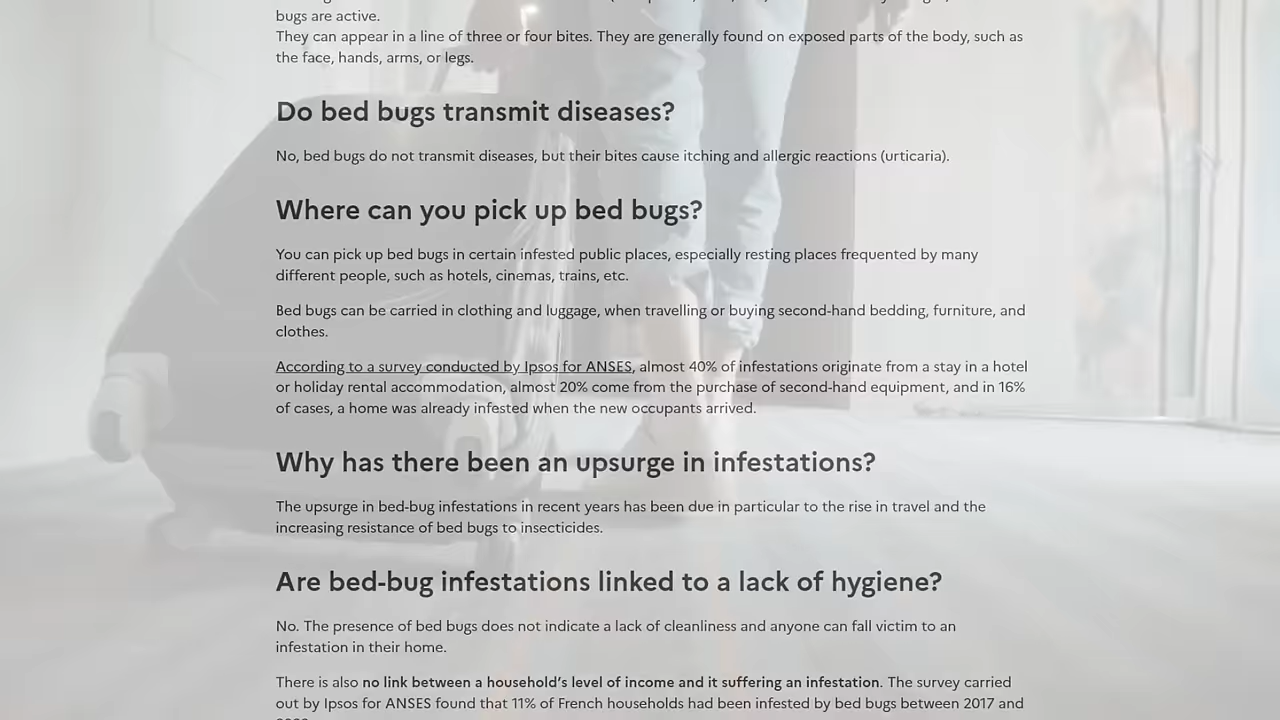 bugs are active.
They can appear in a line of three or four bites. They are generally found on exposed parts of the body, such as
the face, hands, arms, or legs.
Do bed bugs transmit diseases?
No, bed bugs do not transmit diseases, but their bites cause itching and allergic reactions (urticaria).
Where can you pick up bed bugs?
You can pick up bed bugs in certain infested public places, especially resting places frequented by many
different people, such as hotels, cinemas, trains, etc.
Bed bugs can be carried in clothing and luggage, when travelling or buying second-hand bedding, furniture, and
clothes.
According to a survey conducted by Ipsos for ANSES, almost 40% of infestations originate from a stay in a hotel
or holiday rental accommodation, almost 20% come from the purchase of second-hand equipment, and in 16%
of cases, a home was already infested when the new occupants arrived.
Why has there been an upsurge in infestations?
The upsurge in bed-bug infestations in recent years has been due in particular to the rise in travel and the
increasing resistance of bed bugs to insecticides.
Are bed-bug infestations linked to a lack of hygiene?
No. The presence of bed bugs does not indicate a lack of cleanliness and anyone can fall victim to an
infestation in their home.
There is also no link between a household's level of income and it suffering an infestation. The survey carried
out by Ipsos for ANSES found that 11% of French households had been infested by bed bugs between 2017 and